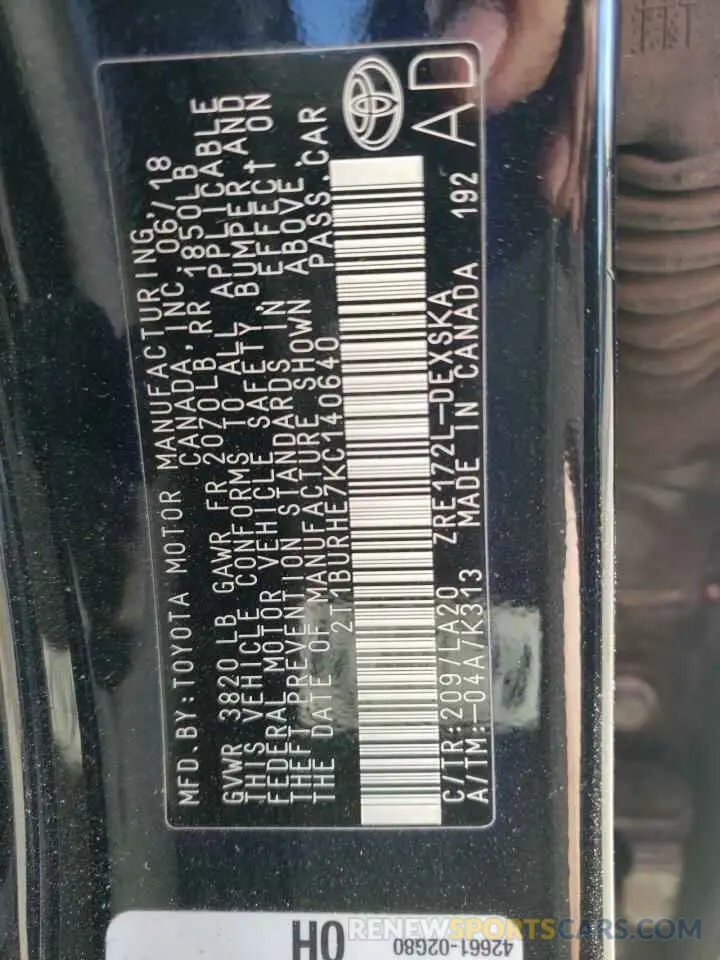 MFD.BY:TOYOTA MOTOR MANUFACTURING,
CANADA,INC. 06/18
GVWR 3820 LB GAWR FR 2070LB,RR 1850LB
THIS VEHICLE CONFORMS TO ALL APPLICABLE
FEDERAL MOTOR VEHICLE SAFETY, BUMPER, AND
THEFT PREVENTION STANDARDS IN EFFECT ON
THE DATE OF MANUFACTURE SHOWN ABOVE.
2T1BURHE7KC140640 PASS.CAR
C/TR:209/LA20 ZRE172L-DEXSKA
A/TM:-04A/K313 MADE IN CANADA 192
AD
OH
42661-02G80
RENEWSPORTSCARS.COM